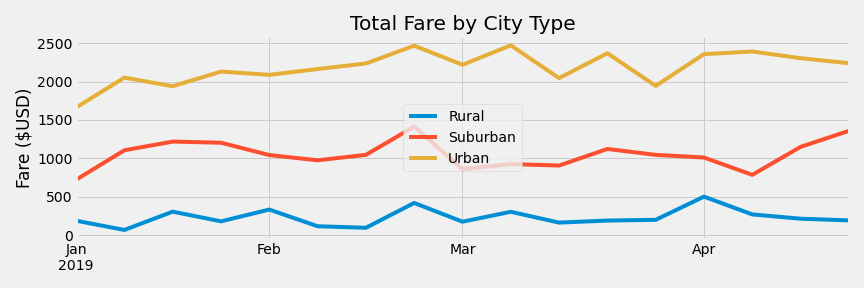 Total Fare by City Type
Fare ($USD)
2500
2000
1500
1000
500
0
Rural
Suburban
Urban
Jan
2019
Feb
Mar
Apr